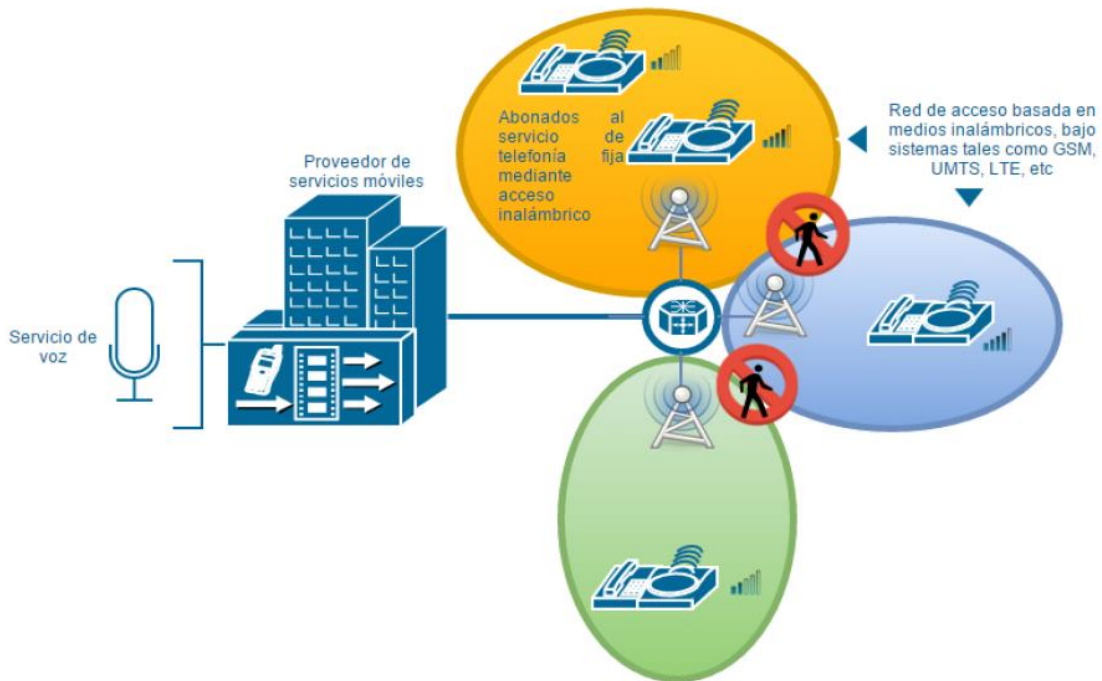 Abonados al
servicio de
telefonía fija
mediante
acceso
inalámbrico
Red de acceso basada en
medios inalámbricos, bajo
sistemas tales como GSM,
UMTS, LTE, etc
Proveedor de
servicios móviles
Servicio de
voz